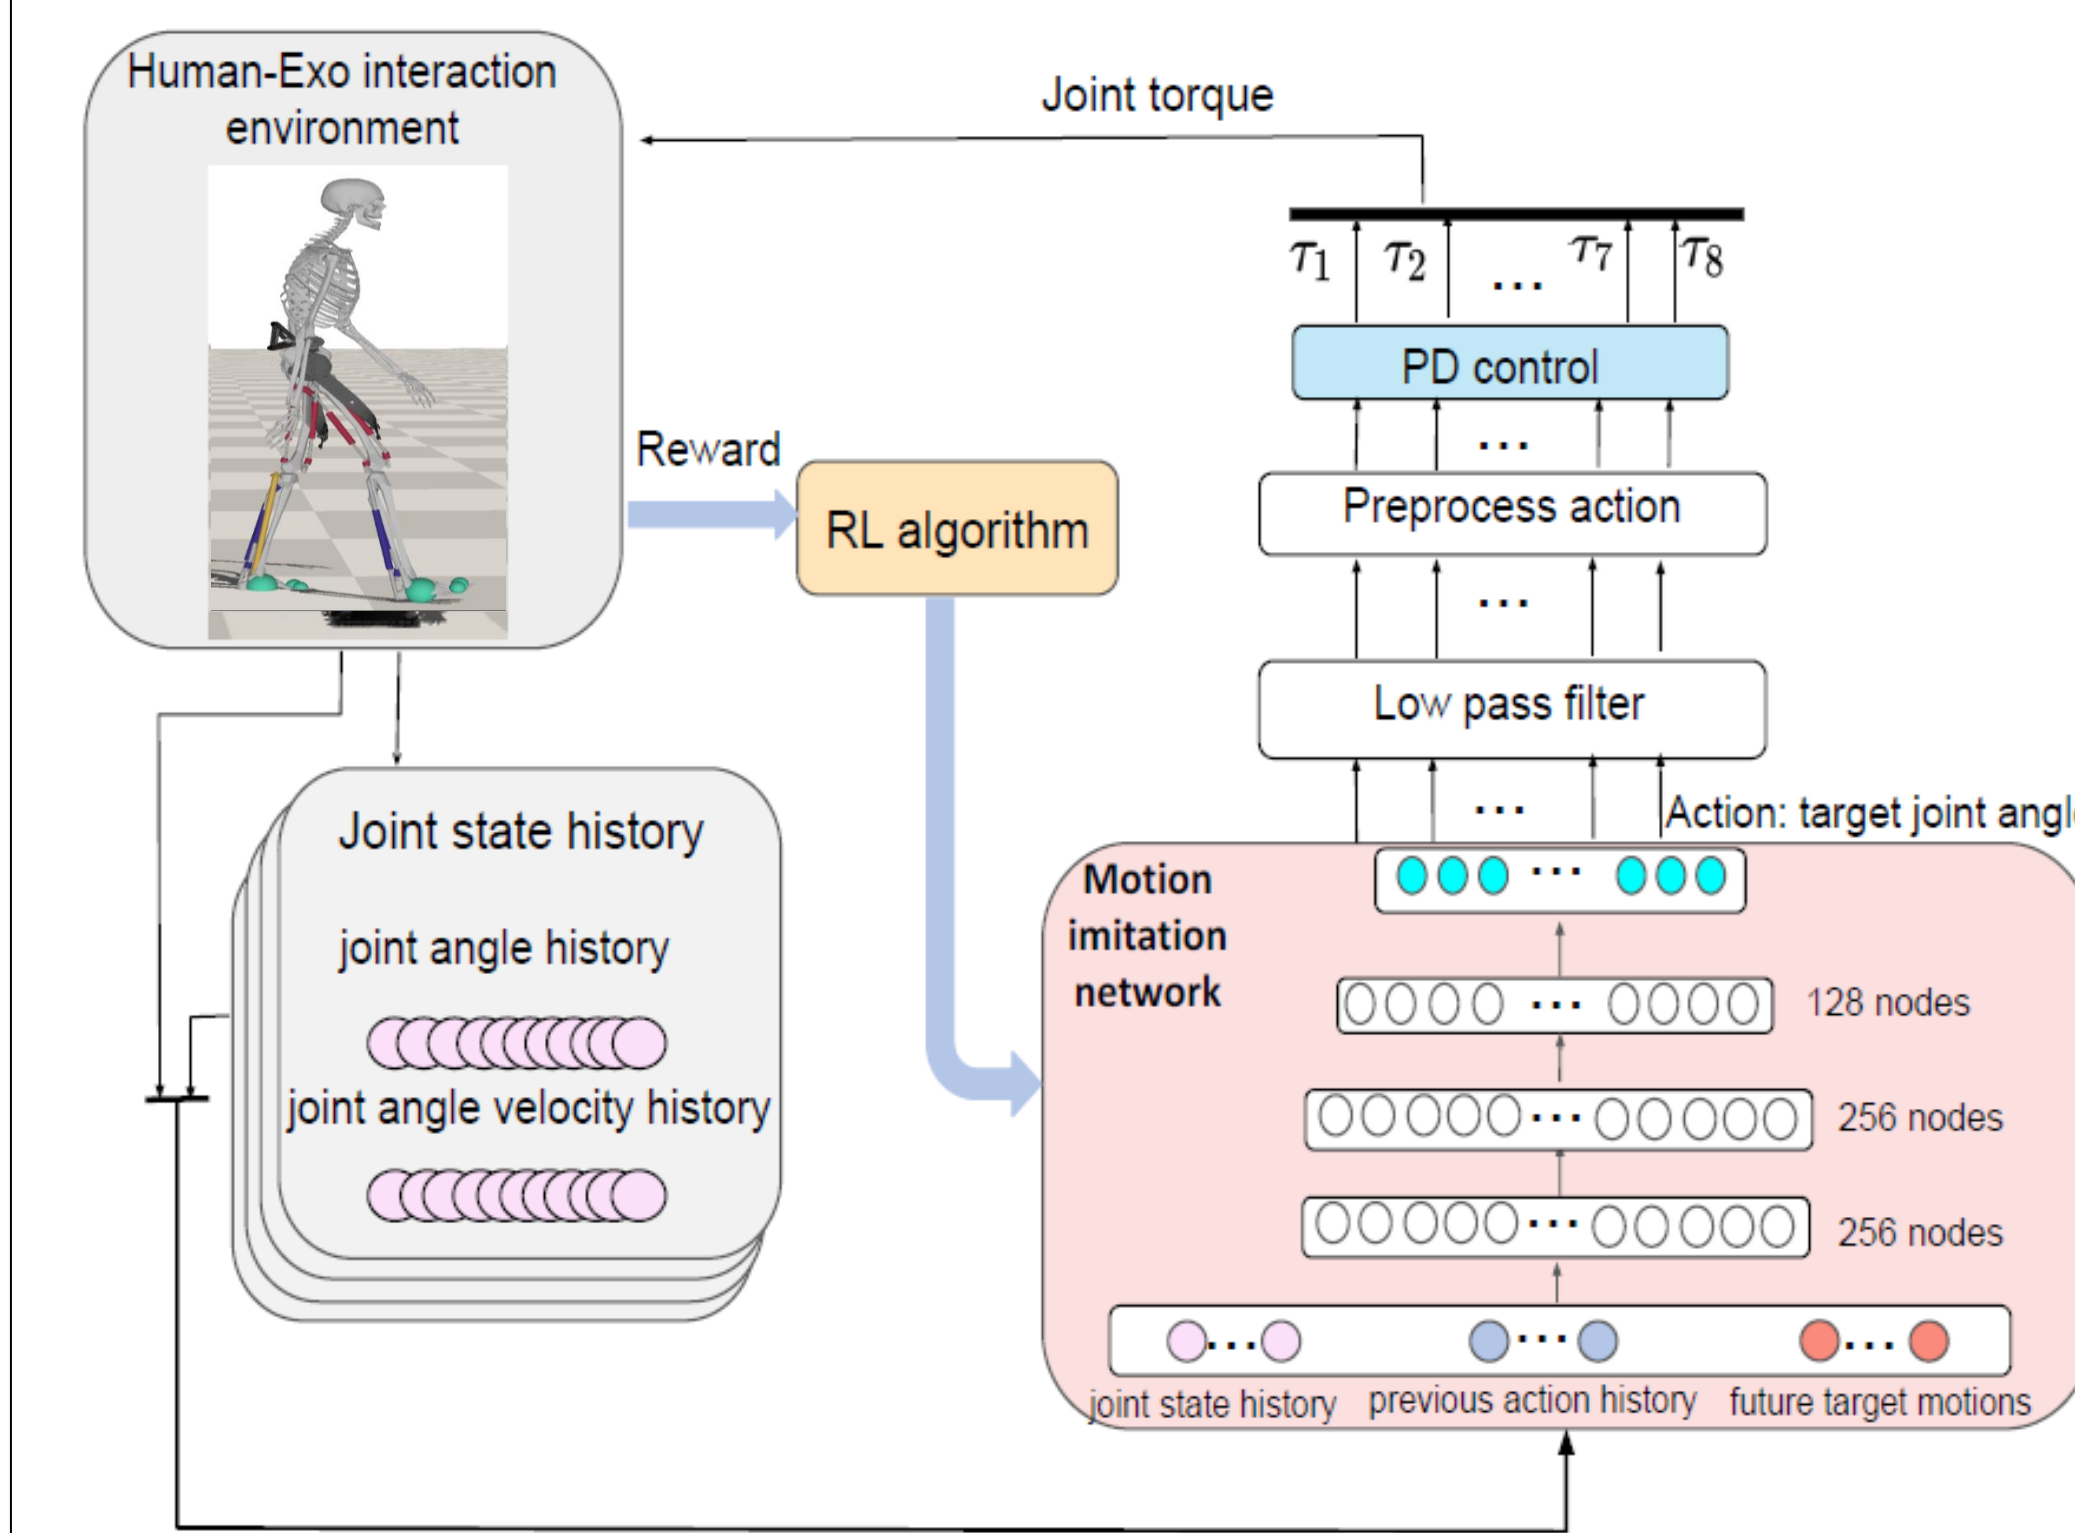 Human-Exo interaction
environment
Joint torque
τ1 τ2 ... τ7 τ8
PD control
...
Reward
Preprocess action
RL algorithm
...
Low pass filter
...
Action: target joint angl
Joint state history
joint angle history
joint angle velocity history
Motion
imitation
network
...
... 128 nodes
... 256 nodes
... 256 nodes
... ... ...
joint state history previous action history future target motions